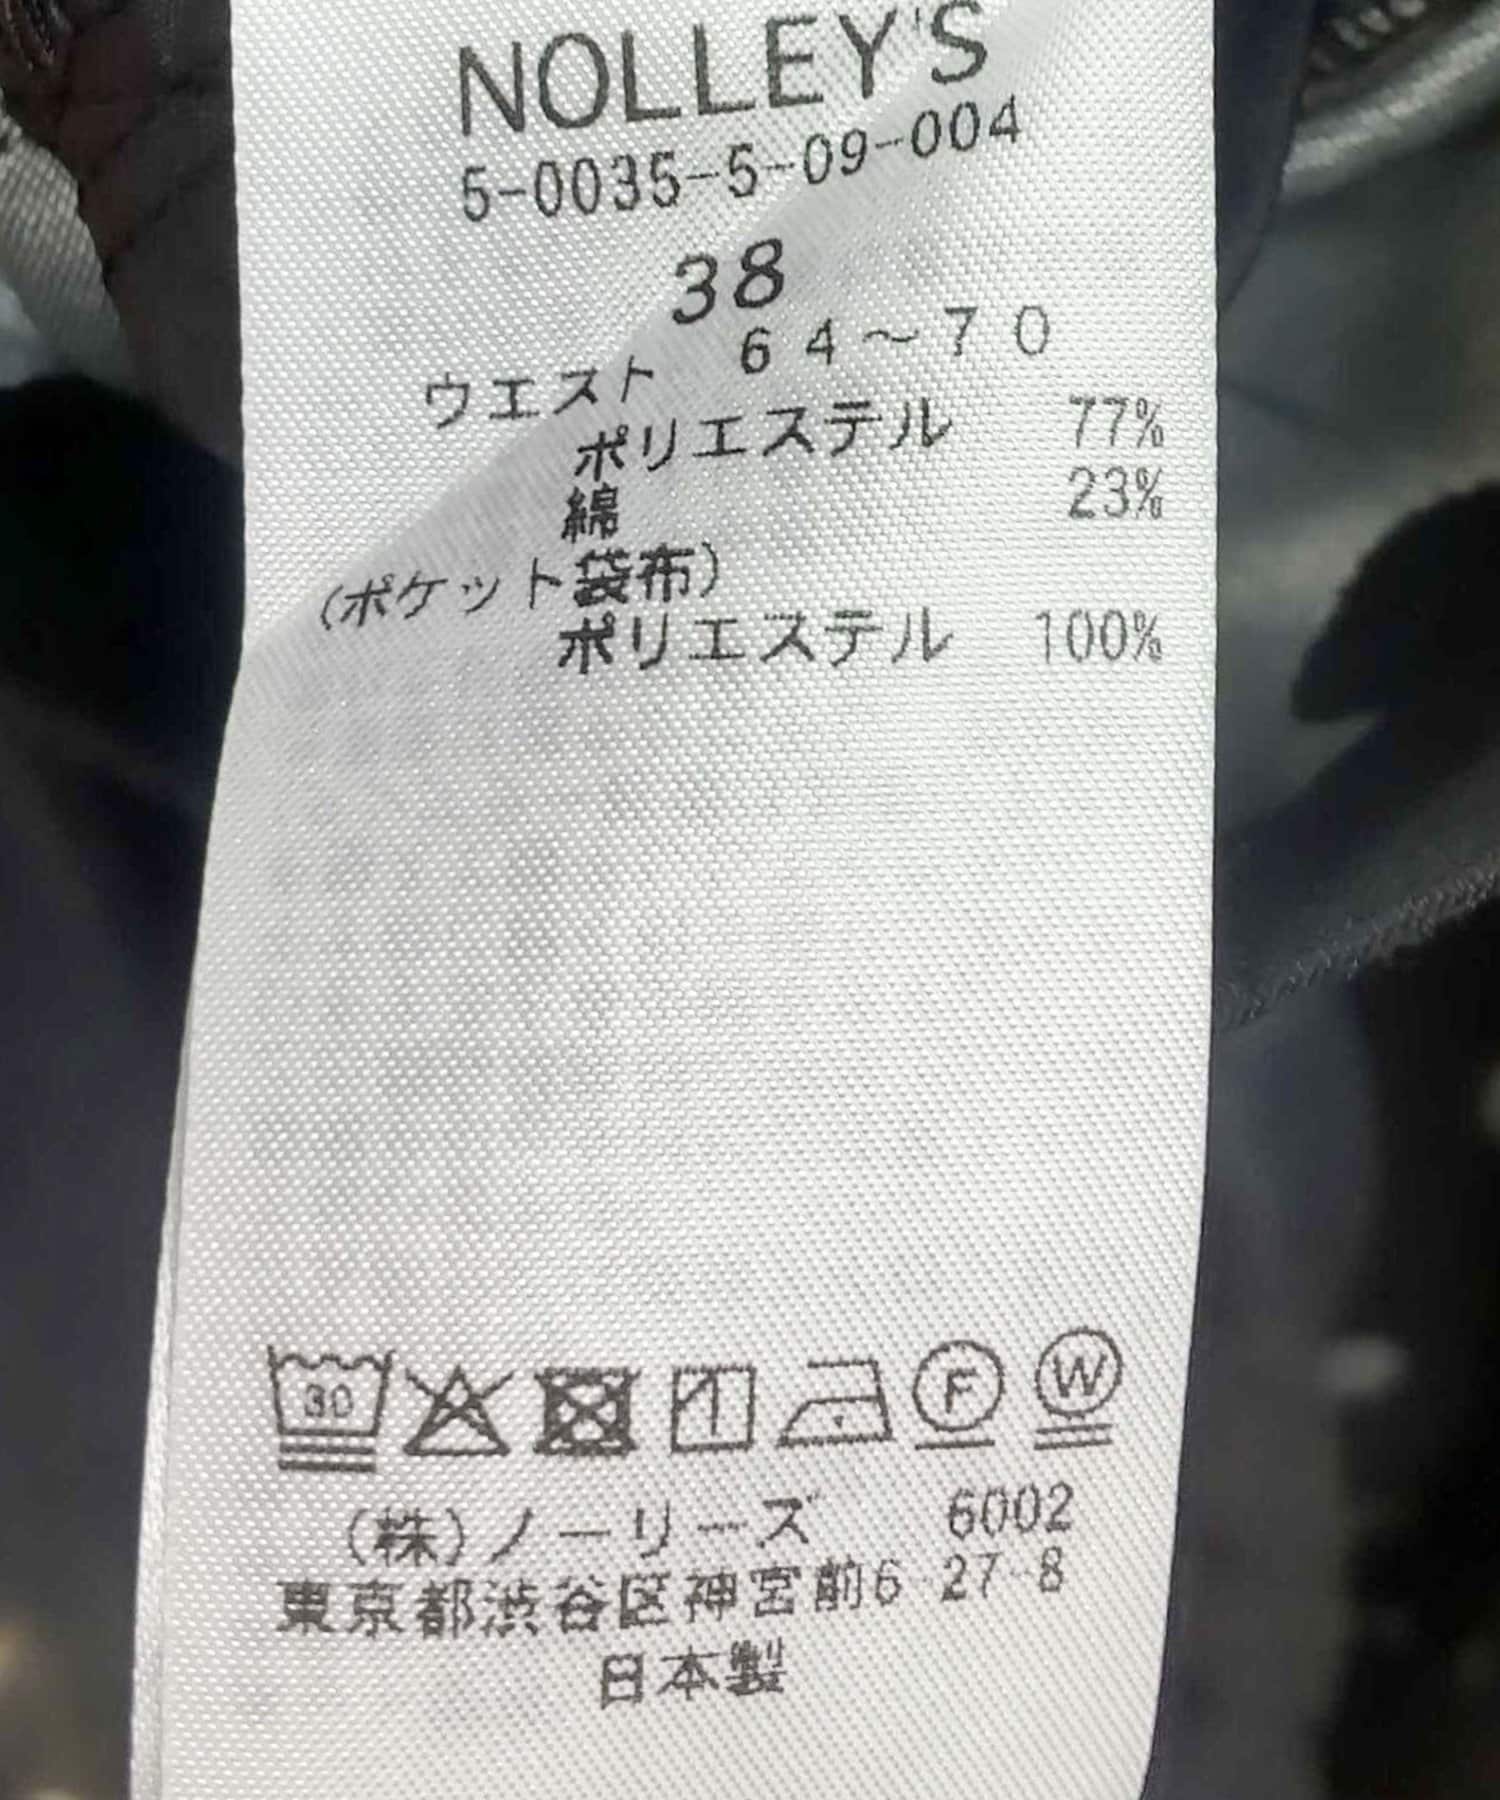 NOLLEY'S
5-0035-5-09-004
38
ウエスト 64～70
ポリエステル 77%
綿 23%
(ポケット袋布)
ポリエステル 100%
30
F W
(株)ノーリーズ 6002
東京都渋谷区神宮前6-27-8
日本製